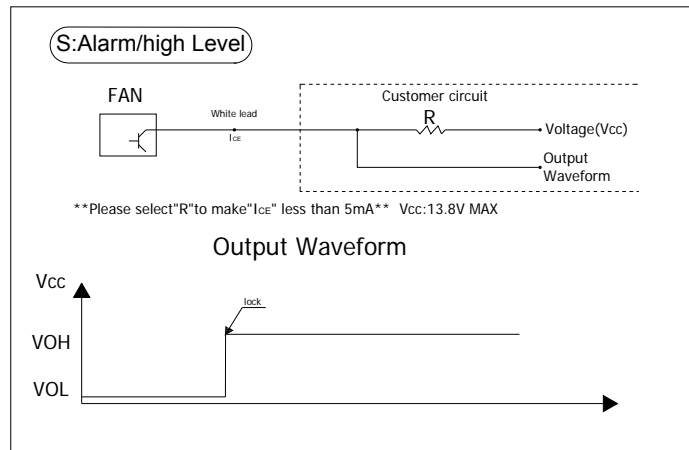 S:Alarm/high Level
FAN
White lead
ICE
Customer circuit
R
Voltage(Vcc)
Output
Waveform
**Please select"R"to make"ICE" less than 5mA** Vcc:13.8V MAX
Output Waveform
Vcc
lock
VOH
VOL